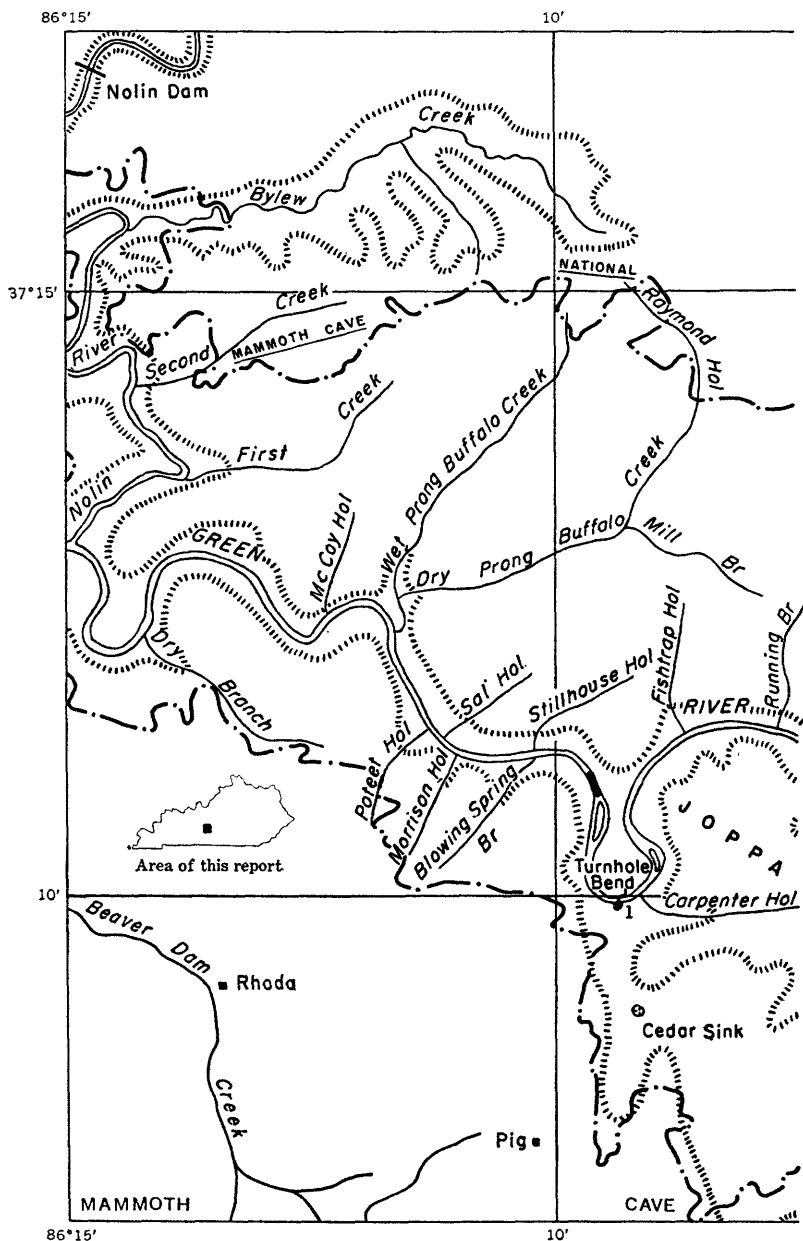 86°15'
10'
Nolin Dam
Creek
Bylew
NATIONAL
37°15'
Creek
Raymond
Hol
River
Second
MAMMOTH CAVE
Creek
First
Wet Prong Buffalo Creek
Creek
Nolin
Mc Coy Hol
GREEN
Dry Prong Buffalo
Mill
Br
Dry
Branch
Sal Hol
Stillhouse Hol
Fishtrap Hol
Running Br
RIVER
Poteet Hol
Morrison Hol
Blowing Spring
Br
JOPPA
Area of this report
Turnhole
Bend
10'
1
Carpenter Hol
Beaver
Dam
Rhoda
Cedar Sink
Creek
Pig
MAMMOTH
CAVE
86°15'
10'